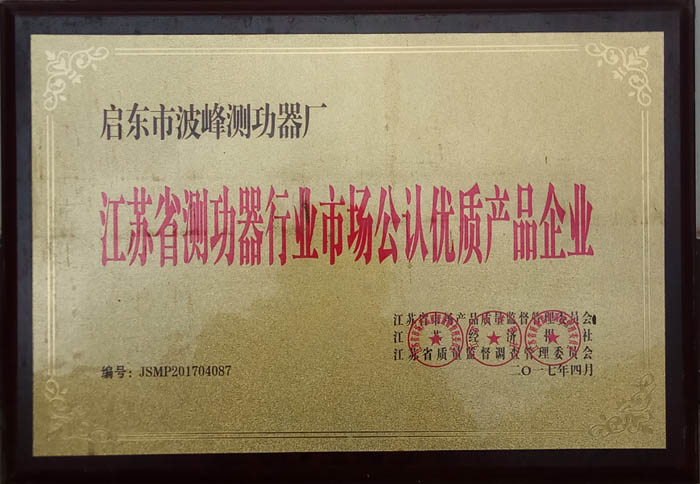 启东市波峰测功器厂
江苏省测功器行业市场公认优质产品企业
江苏省市场产品质量监督管理委员会
江苏经济报社
江苏省质量监督调查管理委员会
编号：JSMP201704087
二〇一七年四月